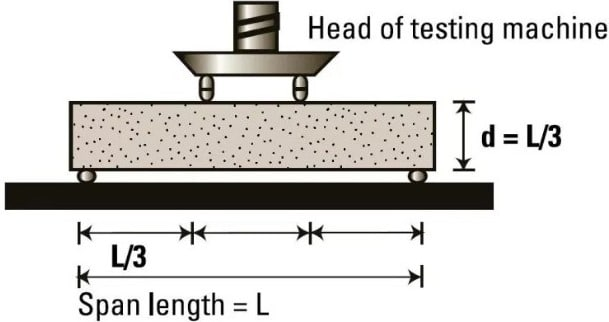 Head of testing machine
d = L/3
L/3
Span length = L